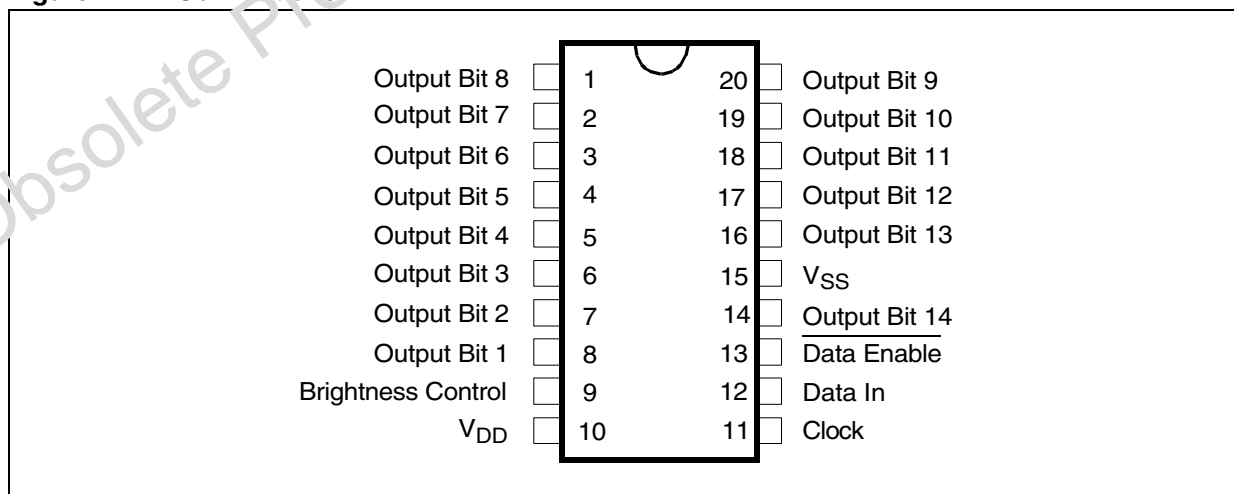 Obsolete
Output Bit 8 1 20 Output Bit 9
Output Bit 7 2 19 Output Bit 10
Output Bit 6 3 18 Output Bit 11
Output Bit 5 4 17 Output Bit 12
Output Bit 4 5 16 Output Bit 13
Output Bit 3 6 15 VSS
Output Bit 2 7 14 Output Bit 14
Output Bit 1 8 13 Data Enable
Brightness Control 9 12 Data In
VDD 10 11 Clock